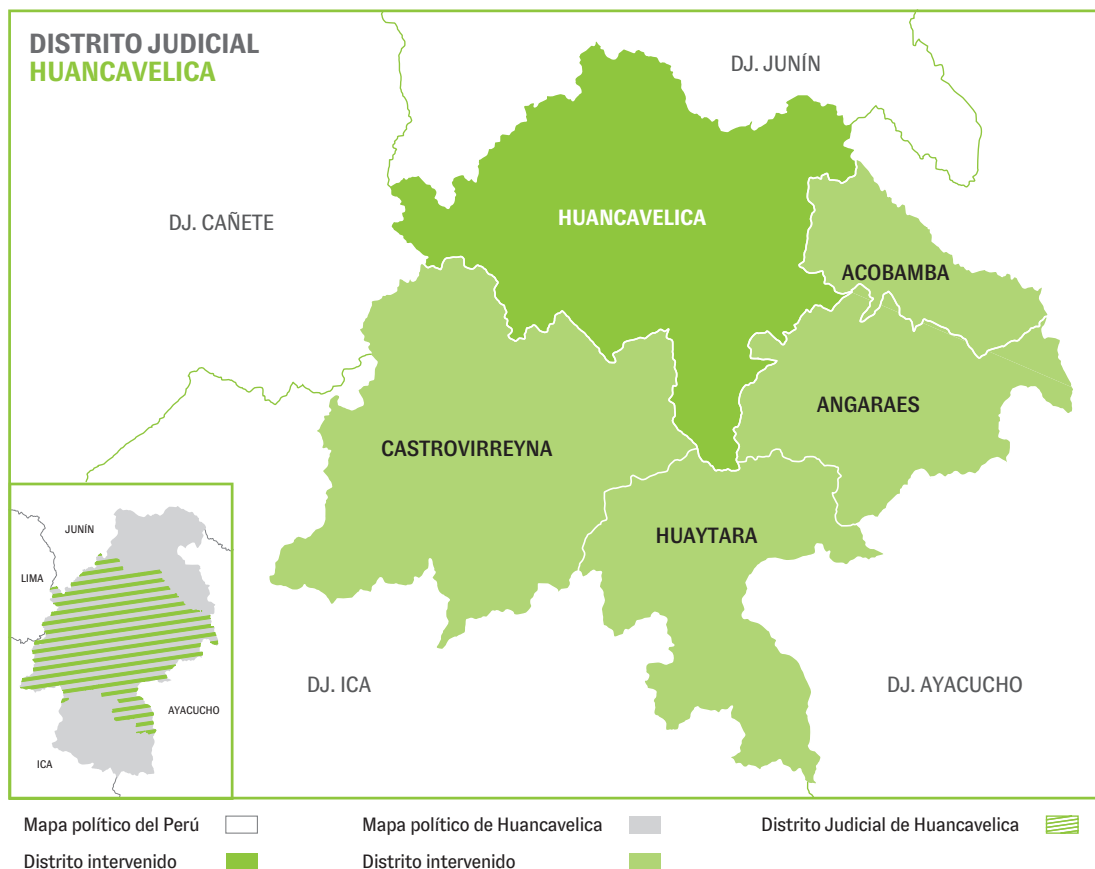 DISTRITO JUDICIAL
HUANCAVELICA
DJ. JUNÍN
DJ. CAÑETE
HUANCAVELICA
ACOBAMBA
ANGARAES
CASTROVIRREYNA
HUAYTARA
DJ. ICA
DJ. AYACUCHO
JUNÍN
LIMA
AYACUCHO
ICA
Mapa político del Perú
Mapa político de Huancavelica
Distrito Judicial de Huancavelica
Distrito intervenido
Distrito intervenido